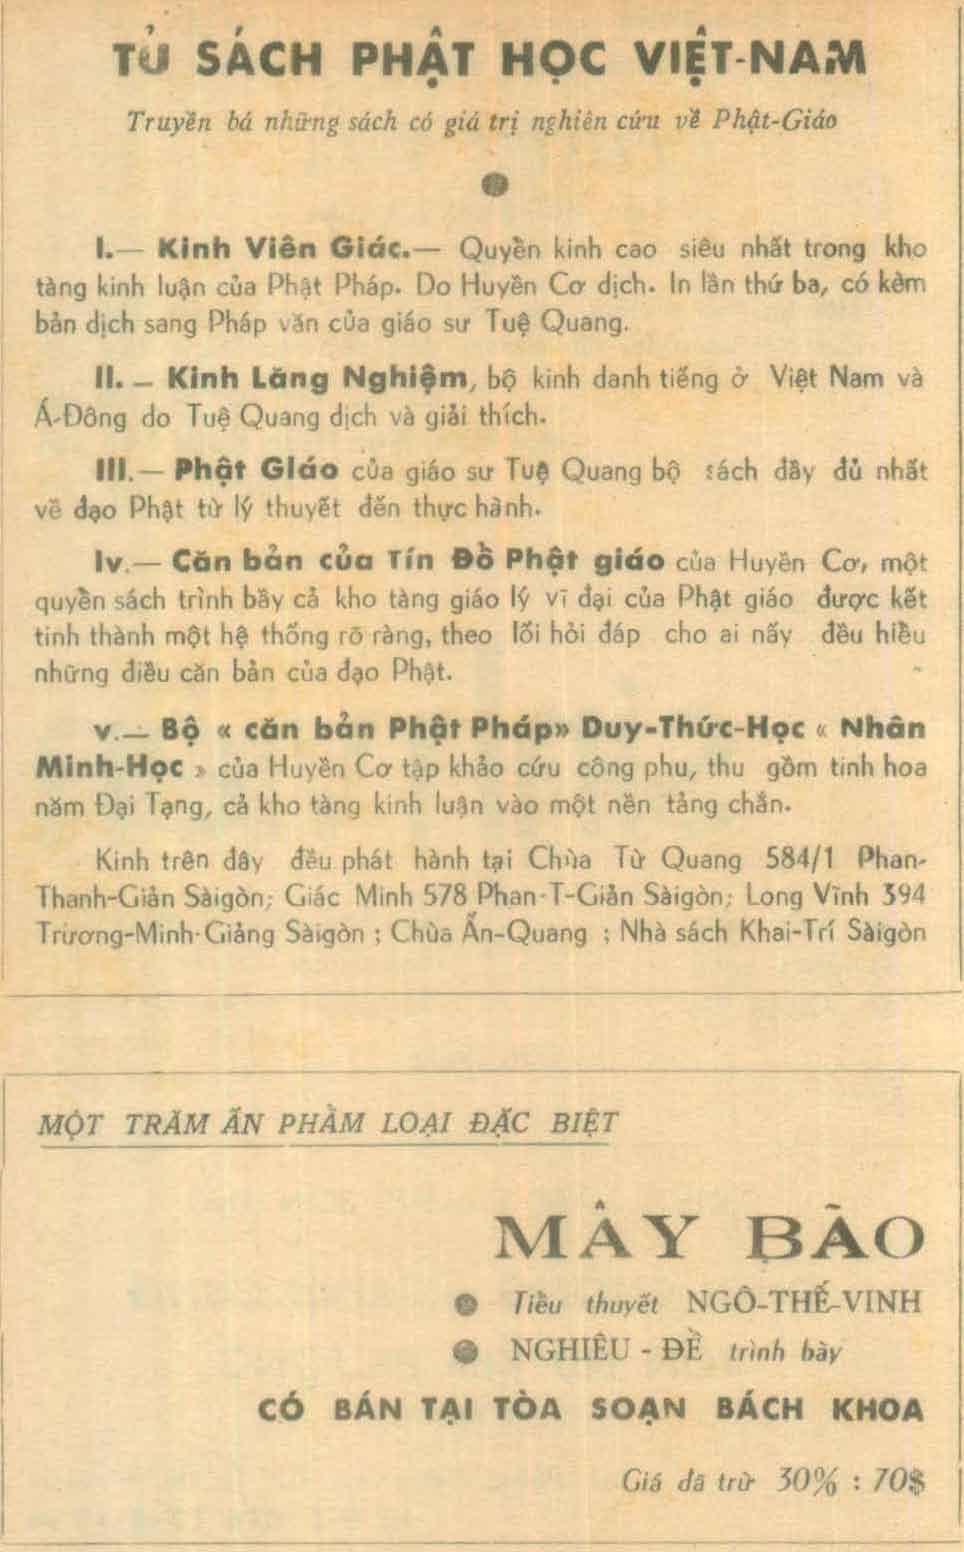 TỦ SÁCH PHẬT HỌC VIỆT-NAM
Truyền bá những sách có giá trị nghiên cứu về Phật-Giáo
I.— Kinh Viên Giác.— Quyền kinh cao siêu nhất trong kho
tàng kinh luận của Phật Pháp. Do Huyền Cơ dịch. In lần thứ ba, có kèm
bản dịch sang Pháp văn của giáo sư Tuệ Quang.
II. — Kinh Lăng Nghiệm, bộ kinh danh tiếng ở Việt Nam và
Á-Đông do Tuệ Quang dịch và giải thích.
III.— Phật Giáo của giáo sư Tuệ Quang bộ sách đầy đủ nhất
về đạo Phật từ lý thuyết đến thực hành.
Iv.— Căn bản của Tín Đồ Phật giáo của Huyền Cơ, một
quyền sách trình bầy cả kho tàng giáo lý vĩ đại của Phật giáo được kết
tinh thành một hệ thống rõ ràng, theo lối hỏi đáp cho ai nấy đều hiểu
những điều căn bản của đạo Phật.
v.— Bộ « căn bản Phật Pháp» Duy-Thức-Học « Nhân
Minh-Học » của Huyền Cơ tập khảo cứu công phu, thu gồm tinh hoa
năm Đại Tạng, cả kho tàng kinh luận vào một nền tảng chắn.
Kinh trên đây đều phát hành tại Chùa Từ Quang 584/1 Phan-
Thanh-Giản Sàigòn; Giác Minh 578 Phan-T-Giản Sàigòn; Long Vĩnh 394
Trương-Minh-Giảng Sàigòn ; Chùa Ấn-Quang ; Nhà sách Khai-Trí Sàigòn
MỘT TRĂM ẤN PHẨM LOẠI ĐẶC BIỆT
MÂY BÃO
● Tiều thuyết NGÔ-THẾ-VINH
● NGHIÊU - ĐỀ trình bày
CÓ BÁN TẠI TÒA SOẠN BÁCH KHOA
Giá đã trừ 30% : 70$